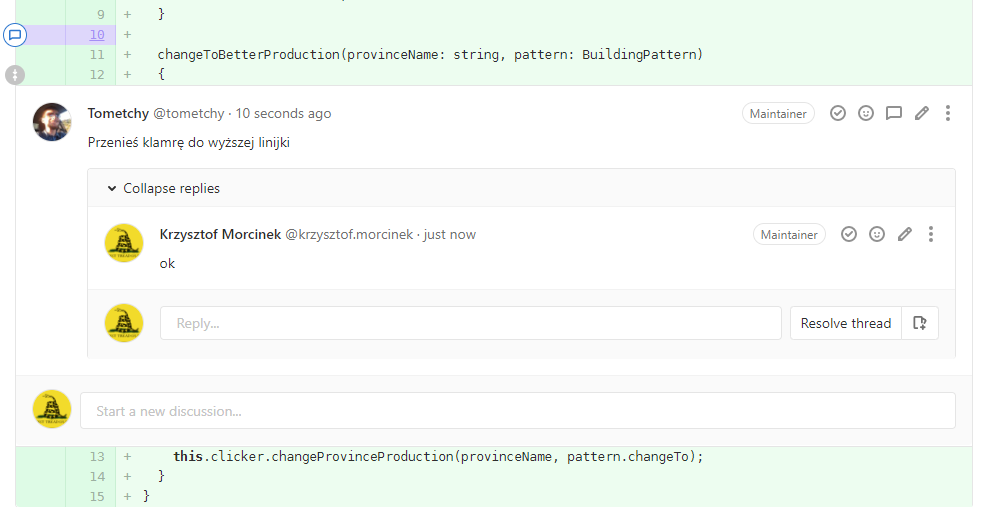 9 + }
10 +
11 + changeToBetterProduction(provinceName: string, pattern: BuildingPattern)
12 + {
Tometchy @tometchy · 10 seconds ago Maintainer
Przenieś klamrę do wyższej linijki
Collapse replies
Krzysztof Morcinek @krzysztof.morcinek · just now Maintainer
ok
Reply... Resolve thread
Start a new discussion...
13 + this.clicker.changeProvinceProduction(provinceName, pattern.changeTo);
14 + }
15 + }